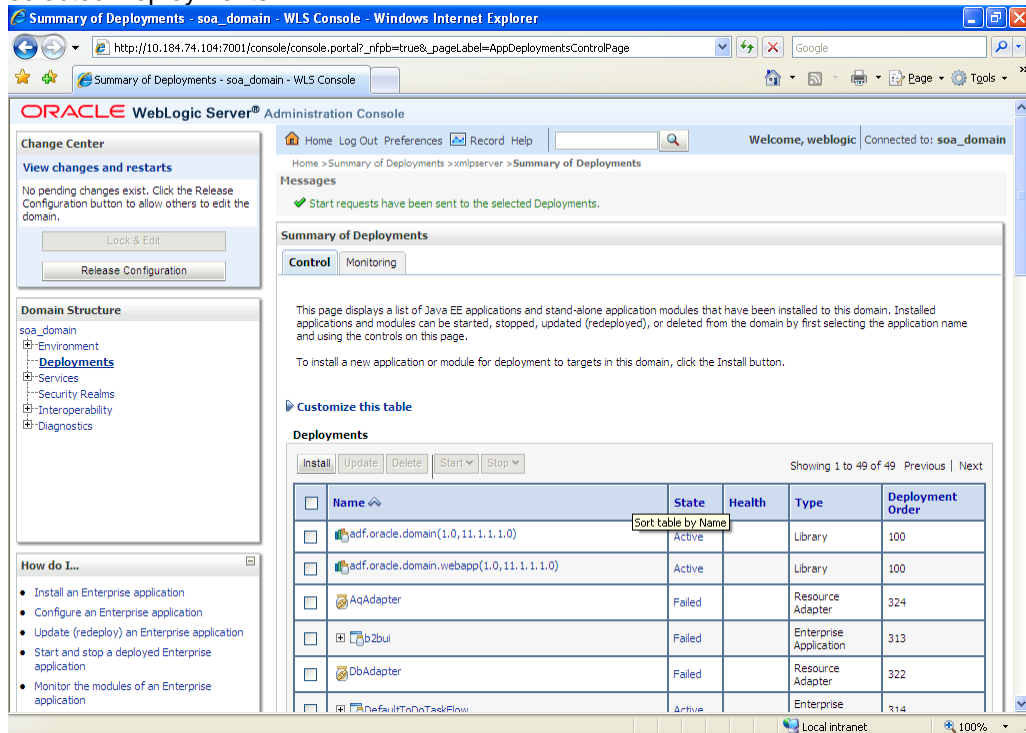 Summary of Deployments - soa_domain - WLS Console - Windows Internet Explorer
http://10.184.74.104:7001/console/console.portal?_nfpb=true&_pageLabel=AppDeploymentsControlPage
Google
Summary of Deployments - soa_domain - WLS Console
Page
Tools
»
ORACLE WebLogic Server® Administration Console
Change Center
View changes and restarts
No pending changes exist. Click the Release
Configuration button to allow others to edit the
domain.
Lock & Edit
Release Configuration
Domain Structure
soa_domain
Environment
Deployments
Services
Security Realms
Interoperability
Diagnostics
How do I...
• Install an Enterprise application
• Configure an Enterprise application
• Update (redeploy) an Enterprise application
• Start and stop a deployed Enterprise
application
• Monitor the modules of an Enterprise
application
Home Log Out Preferences Record Help
Welcome, weblogic Connected to: soa_domain
Home >Summary of Deployments >xmlpserver >Summary of Deployments
Messages
Start requests have been sent to the selected Deployments.
Summary of Deployments
Control Monitoring
This page displays a list of Java EE applications and stand-alone application modules that have been installed to this domain. Installed
applications and modules can be started, stopped, updated (redeployed), or deleted from the domain by first selecting the application name
and using the controls on this page.
To install a new application or module for deployment to targets in this domain, click the Install button.
Customize this table
Deployments
Install Update Delete Start Stop
Showing 1 to 49 of 49 Previous | Next
Name State Health Type Deployment Order
Sort table by Name
adf.oracle.domain(1.0,11.1.1.1.0) Active Library 100
adf.oracle.domain.webapp(1.0,11.1.1.1.0) Active Library 100
AqAdapter Failed Resource Adapter 324
b2bui Failed Enterprise Application 313
DbAdapter Failed Resource Adapter 322
DefaultToDoTaskFlow Active Enterprise 314
Local intranet
100%